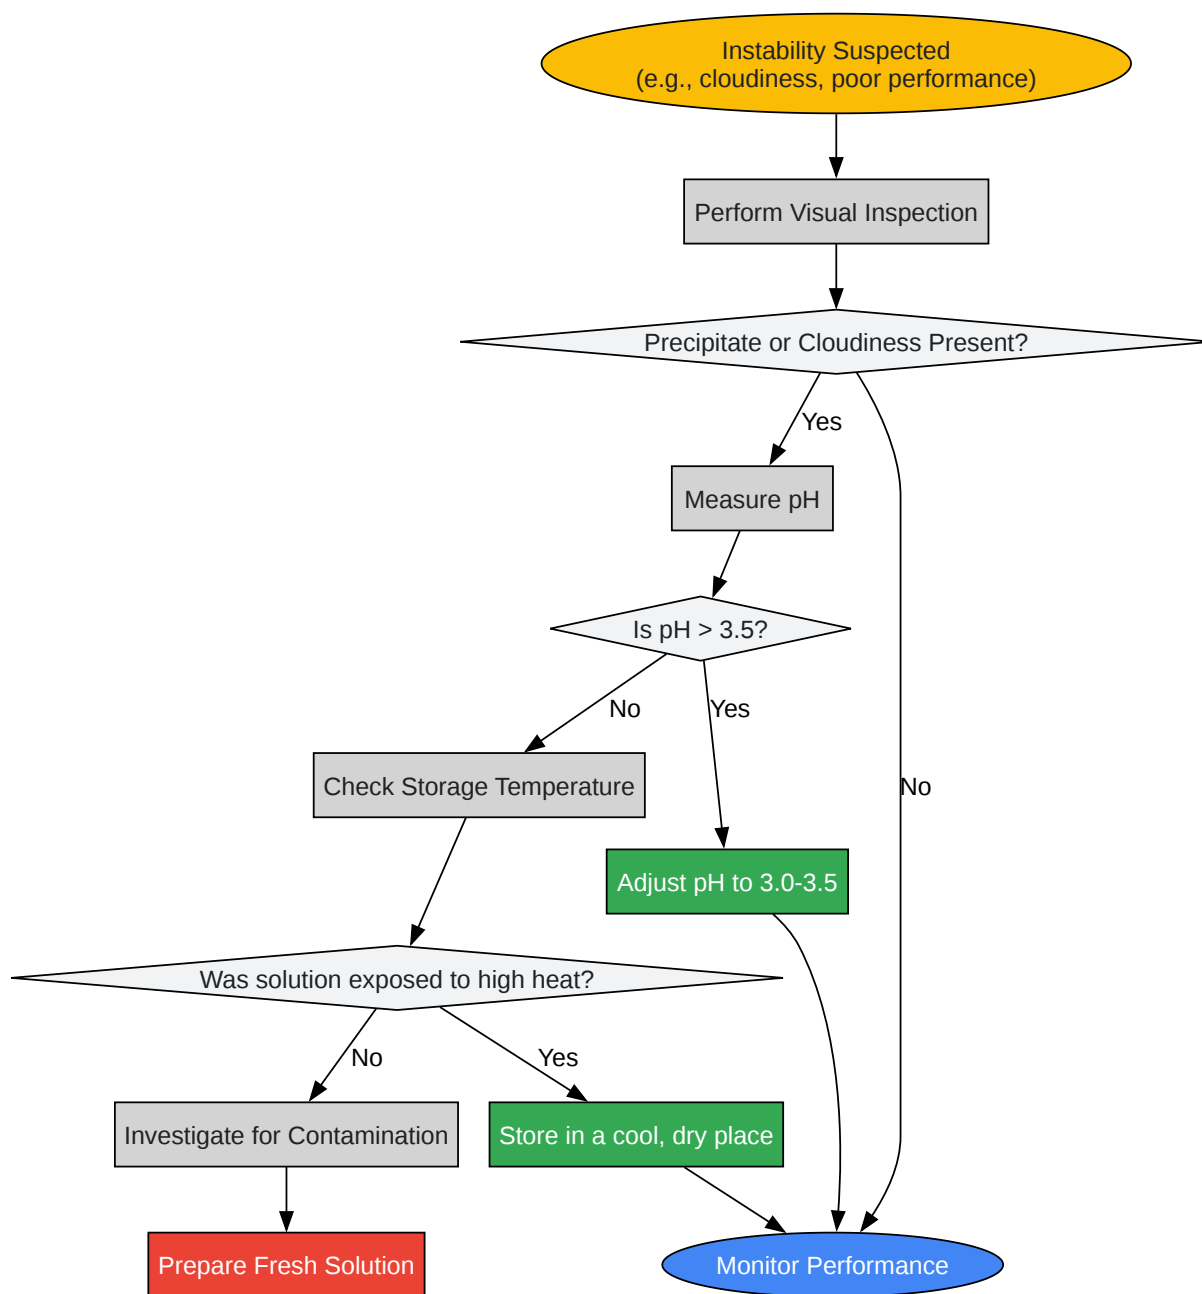 Instability Suspected
(e.g., cloudiness, poor performance)
Perform Visual Inspection
Precipitate or Cloudiness Present?
Yes
Measure pH
Is pH > 3.5?
No
Yes
Check Storage Temperature
No
Adjust pH to 3.0-3.5
Was solution exposed to high heat?
No
Yes
Investigate for Contamination
Store in a cool, dry place
Prepare Fresh Solution
Monitor Performance